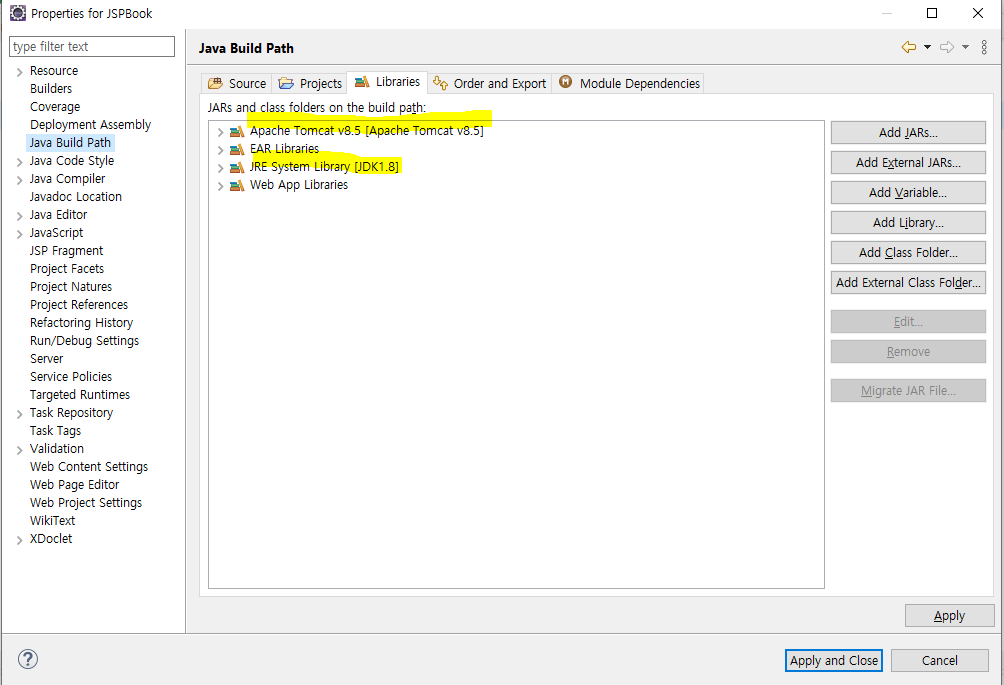 Properties for JSPBook
type filter text
Resource
Builders
Coverage
Deployment Assembly
Java Build Path
Java Code Style
Java Compiler
Javadoc Location
Java Editor
JavaScript
JSP Fragment
Project Facets
Project Natures
Project References
Refactoring History
Run/Debug Settings
Server
Service Policies
Targeted Runtimes
Task Repository
Task Tags
Validation
Web Content Settings
Web Page Editor
Web Project Settings
WikiText
XDoclet
Java Build Path
Source Projects Libraries Order and Export Module Dependencies
JARs and class folders on the build path:
Apache Tomcat v8.5 [Apache Tomcat v8.5]
EAR Libraries
JRE System Library [JDK1.8]
Web App Libraries
Add JARs...
Add External JARs...
Add Variable...
Add Library...
Add Class Folder...
Add External Class Folder...
Edit...
Remove
Migrate JAR File...
Apply
Apply and Close Cancel